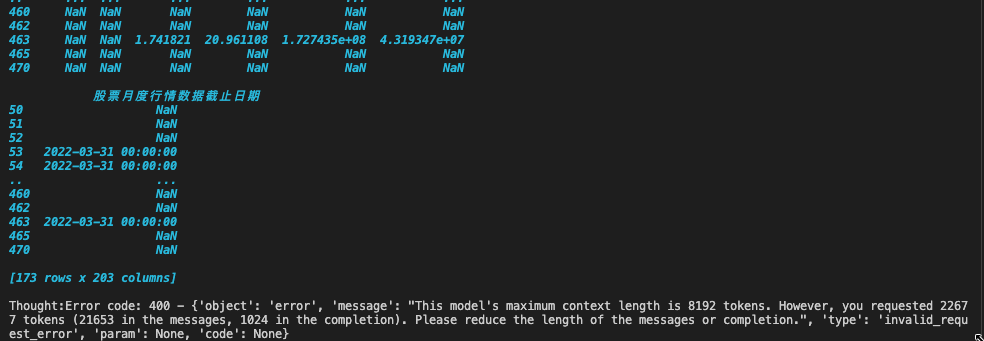 460 NaN NaN NaN NaN NaN NaN
462 NaN NaN NaN NaN NaN NaN
463 NaN NaN 1.741821 20.961108 1.727435e+08 4.319347e+07
465 NaN NaN NaN NaN NaN NaN
470 NaN NaN NaN NaN NaN NaN
股票月度行情数据截止日期
50 NaN
51 NaN
52 NaN
53 2022-03-31 00:00:00
54 2022-03-31 00:00:00
.. ...
460 NaN
462 NaN
463 2022-03-31 00:00:00
465 NaN
470 NaN
[173 rows x 203 columns]
Thought:Error code: 400 - {'object': 'error', 'message': "This model's maximum context length is 8192 tokens. However, you requested 2267
7 tokens (21653 in the messages, 1024 in the completion). Please reduce the length of the messages or completion.", 'type': 'invalid_requ
est_error', 'param': None, 'code': None}